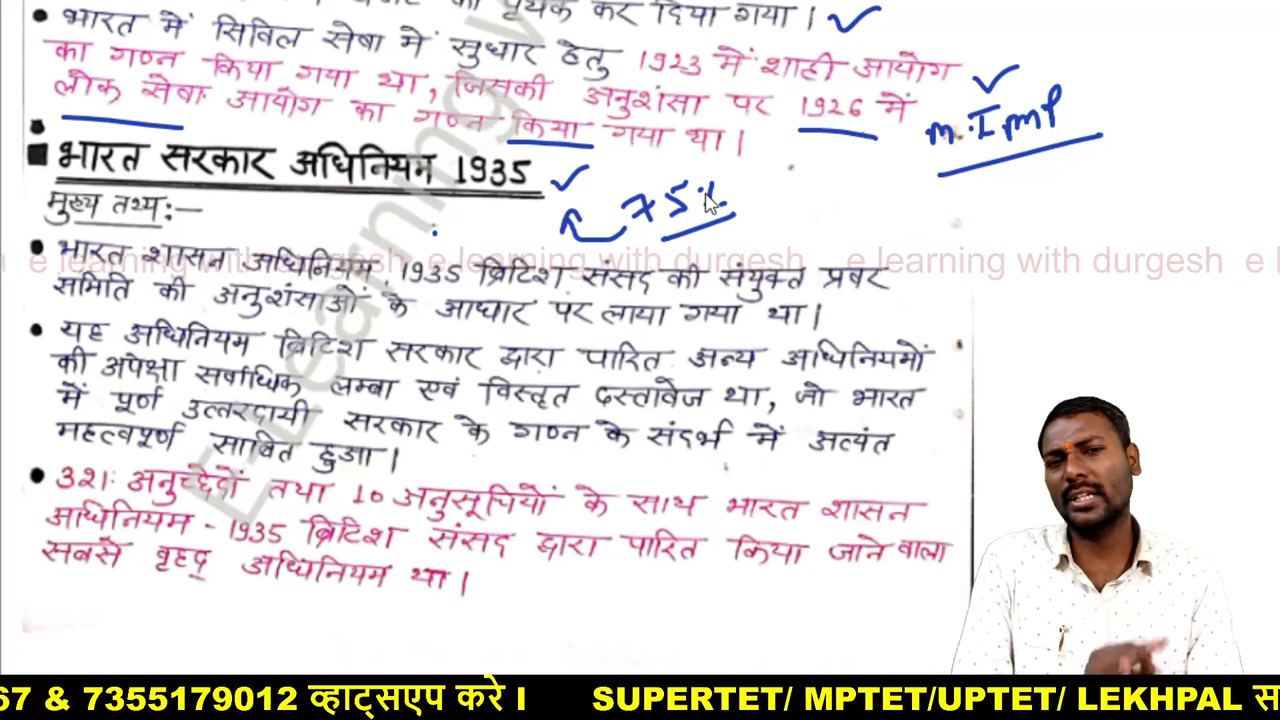 को पृथक कर दिया गया।
• भारत में सिविल सेवा में सुधार हेतु 1923 में शाही आयोग
का गठन किया गया था, जिसकी अनुशंसा पर 1926 में
लोक सेवा आयोग का गठन किया गया था।
m. Imp
■ भारत सरकार अधिनियम 1935
75%
मुख्य तथ्य:—
• भारत शासन अधिनियम, 1935 ब्रिटिश संसद की संयुक्त प्रवर
समिति की अनुशंसाओं के आधार पर लाया गया था।
e learning with durgesh e learning with durgesh e l
• यह अधिनियम ब्रिटिश सरकार द्वारा पारित अन्य अधिनियमों
की अपेक्षा सर्वाधिक लम्बा एवं विस्तृत दस्तावेज था, जो भारत
में पूर्ण उत्तरदायी सरकार के गठन के संदर्भ में अत्यंत
महत्वपूर्ण साबित हुआ।
• 321 अनुच्छेदों तथा 10 अनुसूचियों के साथ भारत शासन
अधिनियम - 1935 ब्रिटिश संसद द्वारा पारित किया जाने वाला
सबसे वृहद् अधिनियम था।
E-Learning
67 & 7355179012 व्हाट्सएप करे I SUPERTET/ MPTET/UPTET/ LEKHPAL स